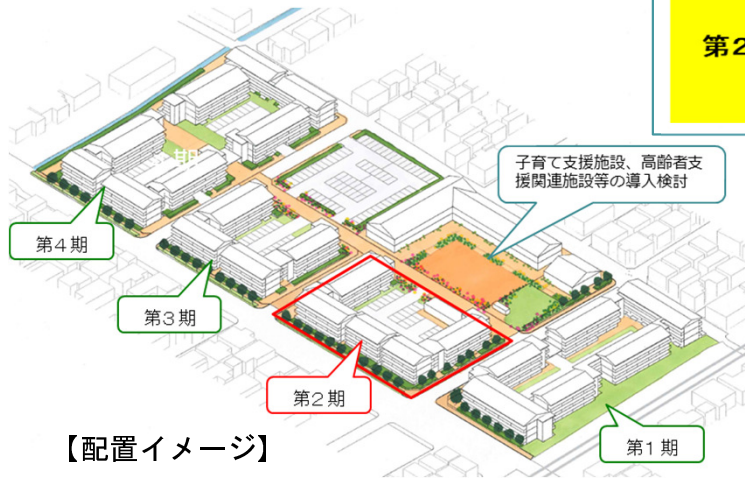 第2
子育て支援施設、高齢者支
援関連施設等の導入検討
期
第4期
第3期
第2期
第1期
【配置イメージ】